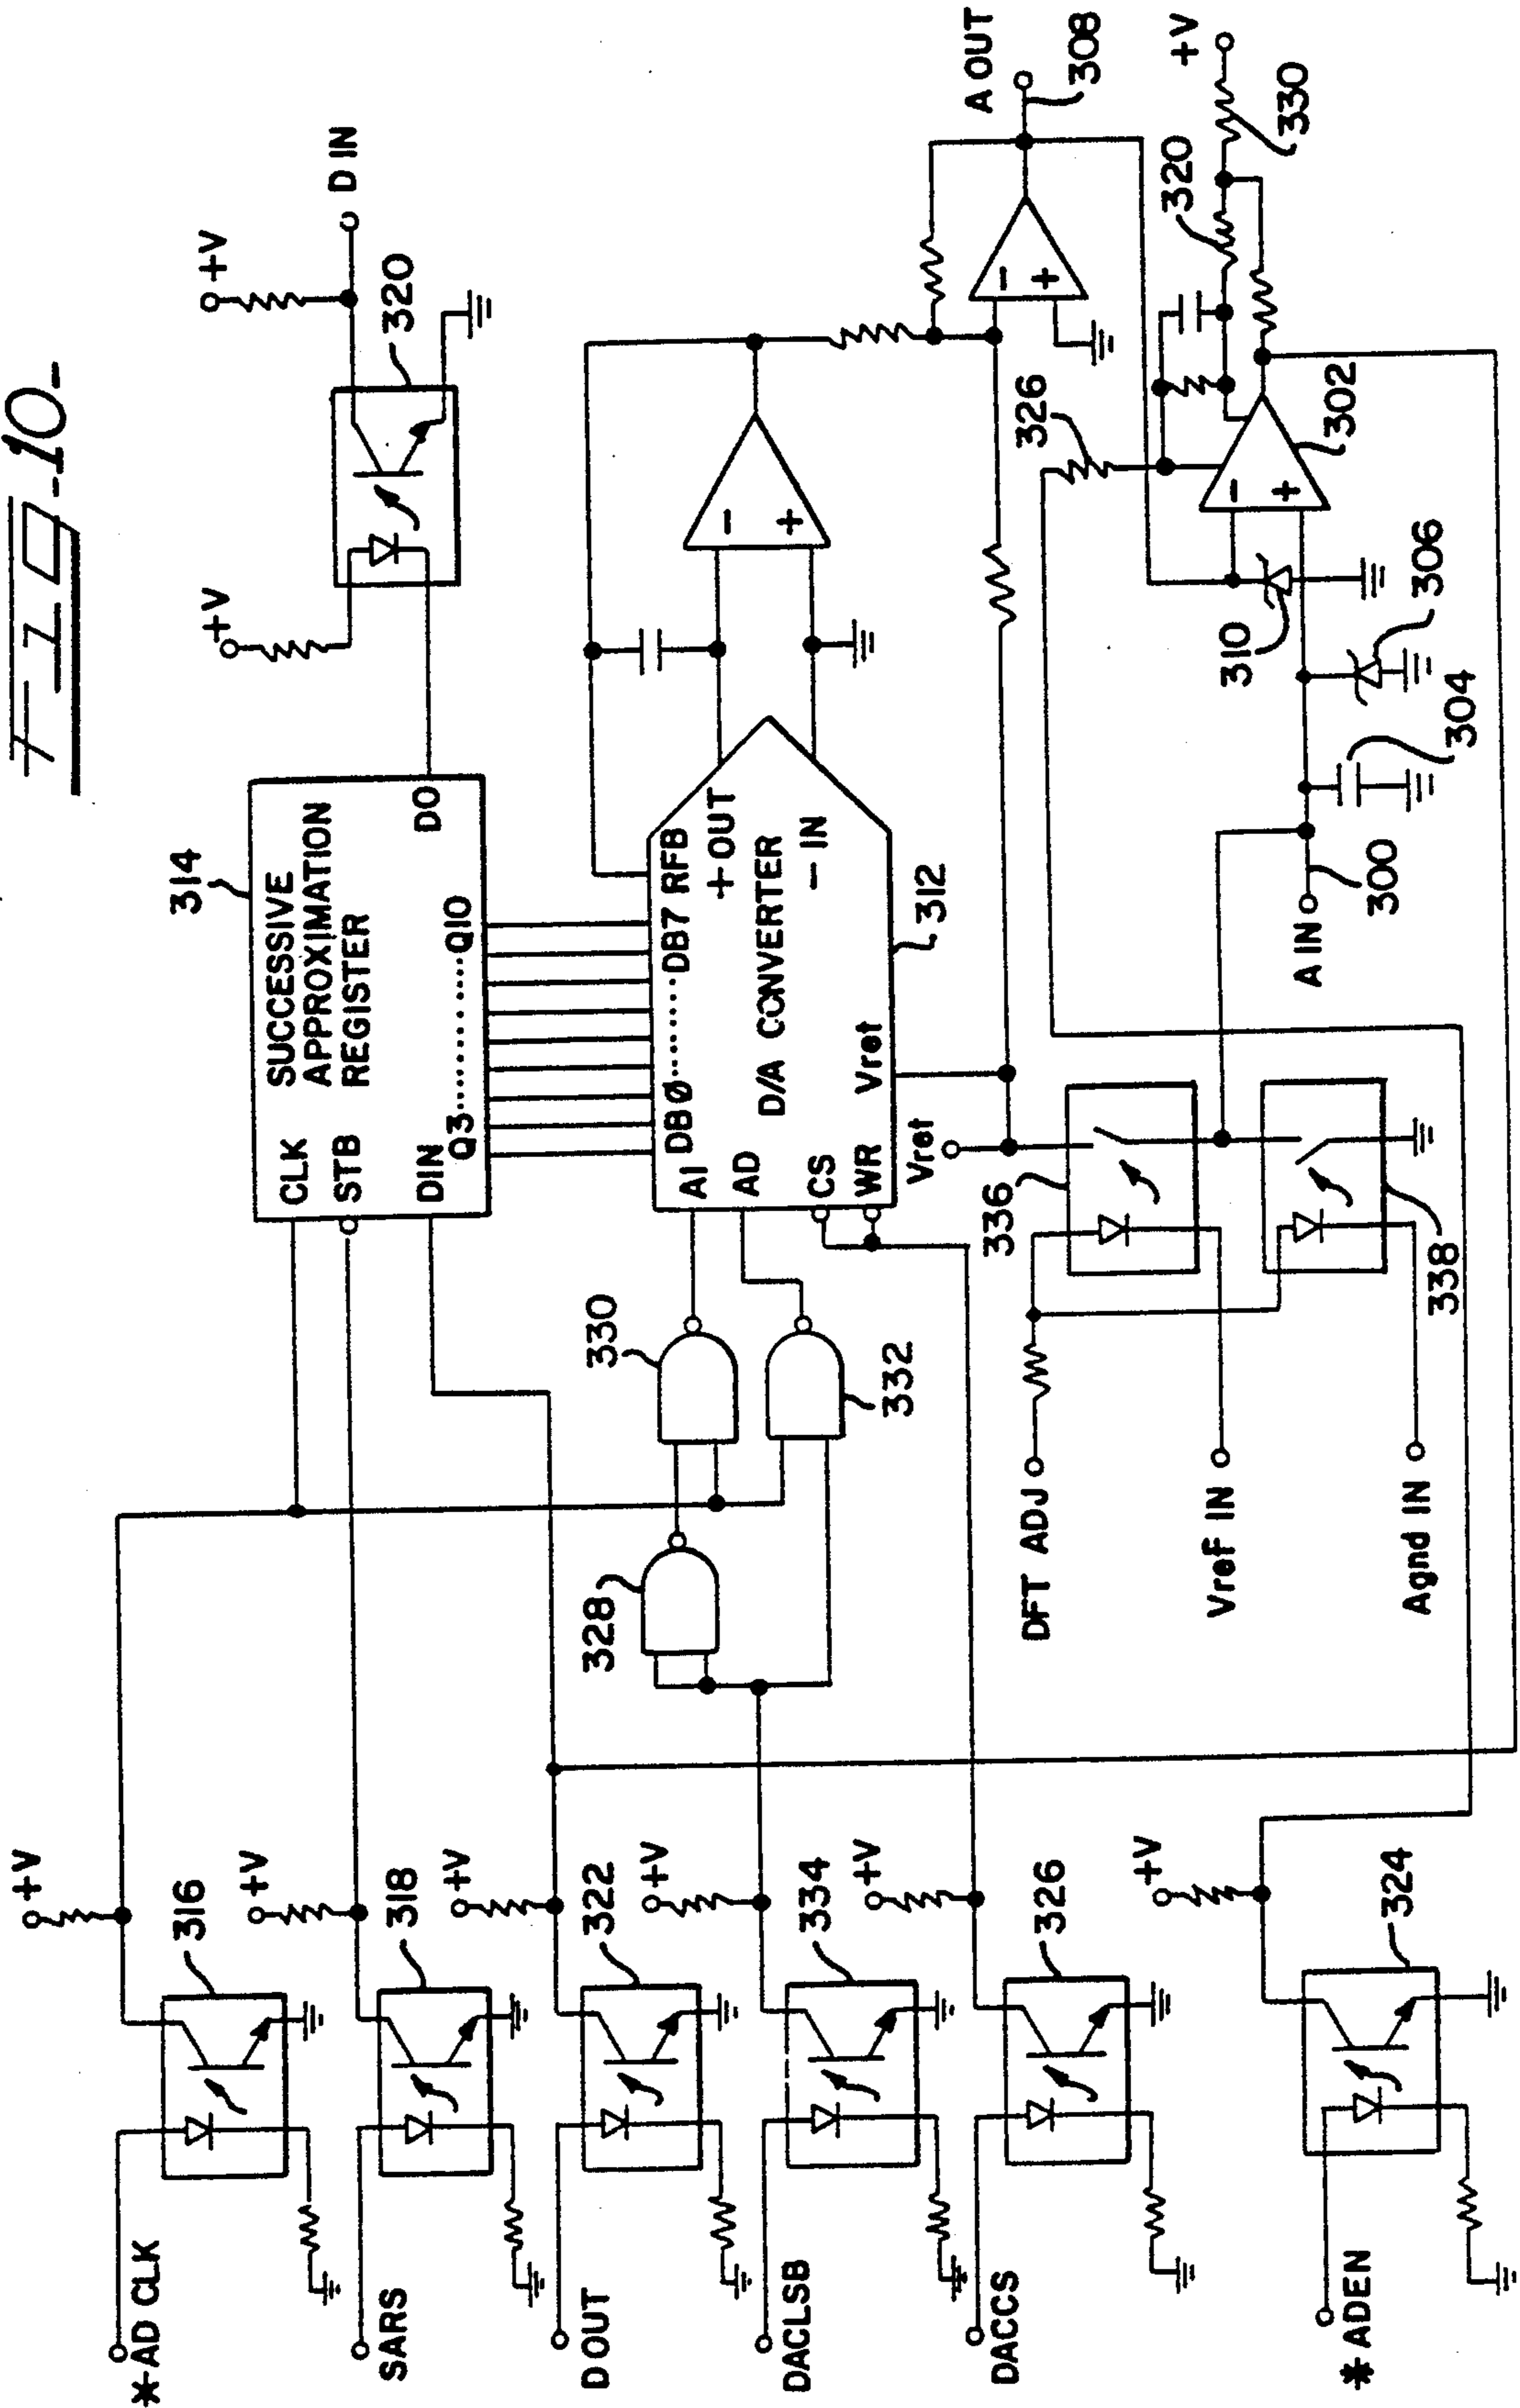 FIG. 10
*AD CLK
SARS
D OUT
DACLSB
DACCS
*ADEN
+V
316
+V
318
+V
322
+V
334
+V
326
+V
324
328
330
332
DFT ADJ
Vref IN
Agnd IN
336
338
314
CLK
STB
DIN
SUCCESSIVE
APPROXIMATION
REGISTER
Q3..........Q10
DO
AI
AD
CS
WR
DBØ........DB7
RFB
+OUT
-IN
D/A CONVERTER
Vret
312
Vret
+V
+V
320
D IN
A OUT
308
-
+
-
+
326
320
+V
330
-
+
302
310
306
304
A IN
300